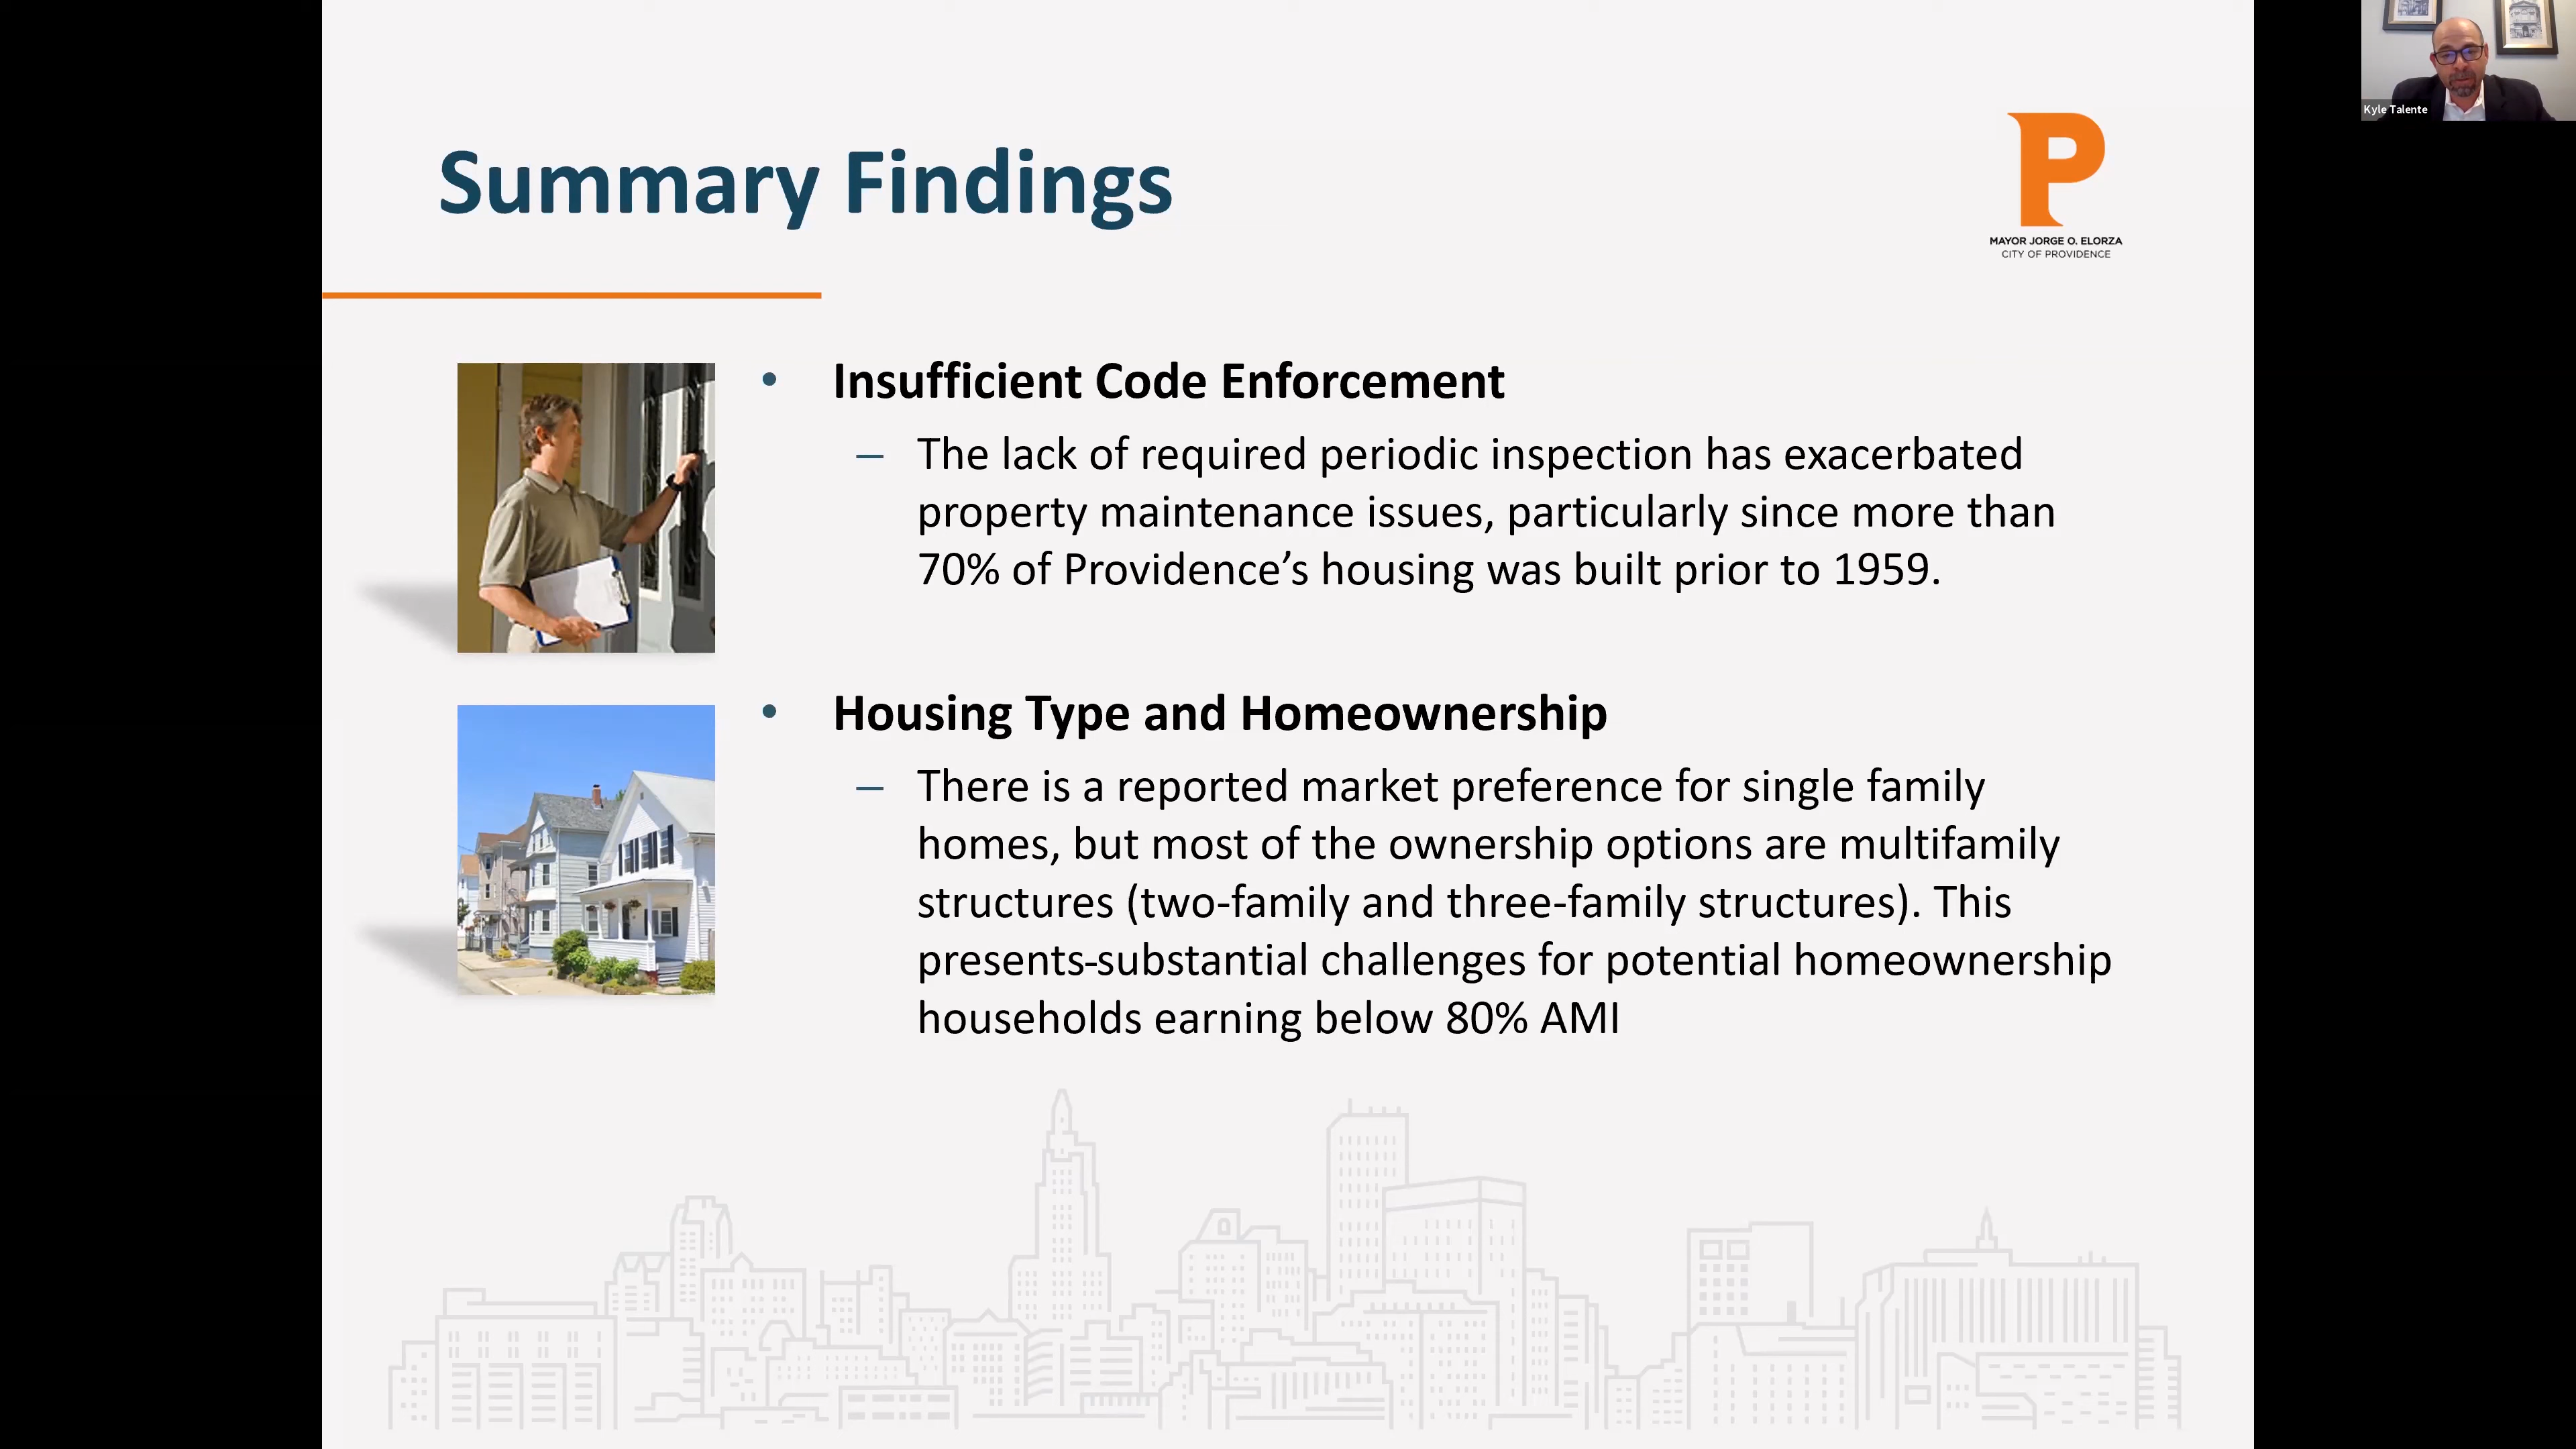 Summary Findings
MAYOR JORGE O. ELORZA
CITY OF PROVIDENCE
Kyle Talente
• Insufficient Code Enforcement
– The lack of required periodic inspection has exacerbated
property maintenance issues, particularly since more than
70% of Providence’s housing was built prior to 1959.
• Housing Type and Homeownership
– There is a reported market preference for single family
homes, but most of the ownership options are multifamily
structures (two-family and three-family structures). This
presents-substantial challenges for potential homeownership
households earning below 80% AMI